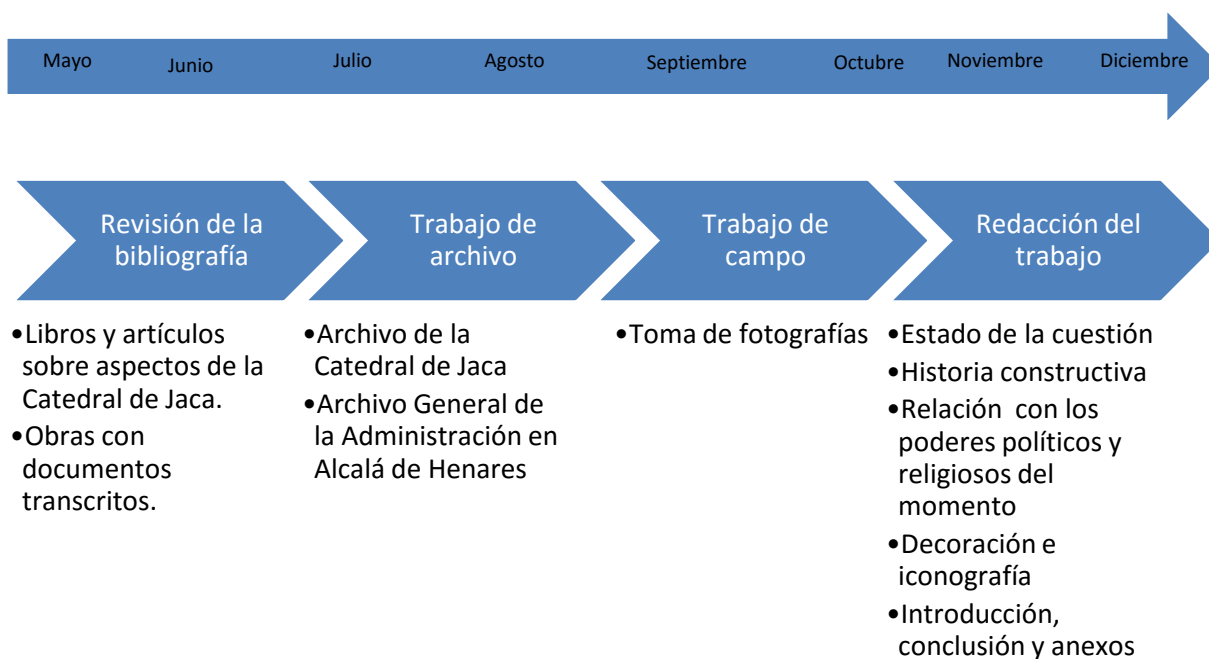 Mayo Junio Julio Agosto Septiembre Octubre Noviembre Diciembre
Revisión de la
bibliografía
•Libros y artículos
sobre aspectos de la
Catedral de Jaca.
•Obras con
documentos
transcritos.
Trabajo de
archivo
•Archivo de la
Catedral de Jaca
•Archivo General de
la Administración en
Alcalá de Henares
Trabajo de
campo
•Toma de fotografías
Redacción del
trabajo
•Estado de la cuestión
•Historia constructiva
•Relación con los
poderes políticos y
religiosos del
momento
•Decoración e
iconografía
•Introducción,
conclusión y anexos